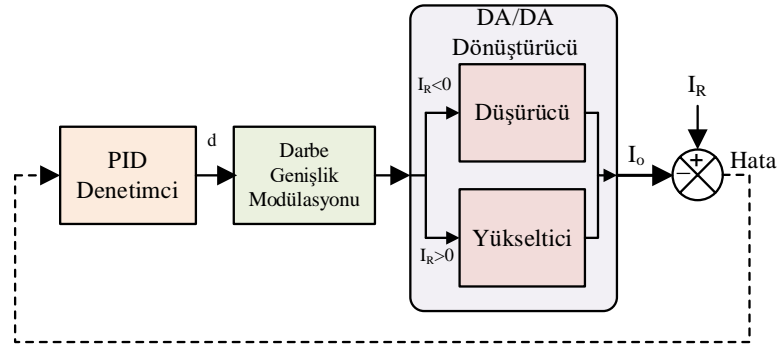 DA/DA
Dönüştürücü
I_R<0
Düşürücü
I_R
PID
Denetimci
d
Darbe
Genişlik
Modülasyonu
I_o
+
−
Hata
Yükseltici
I_R>0